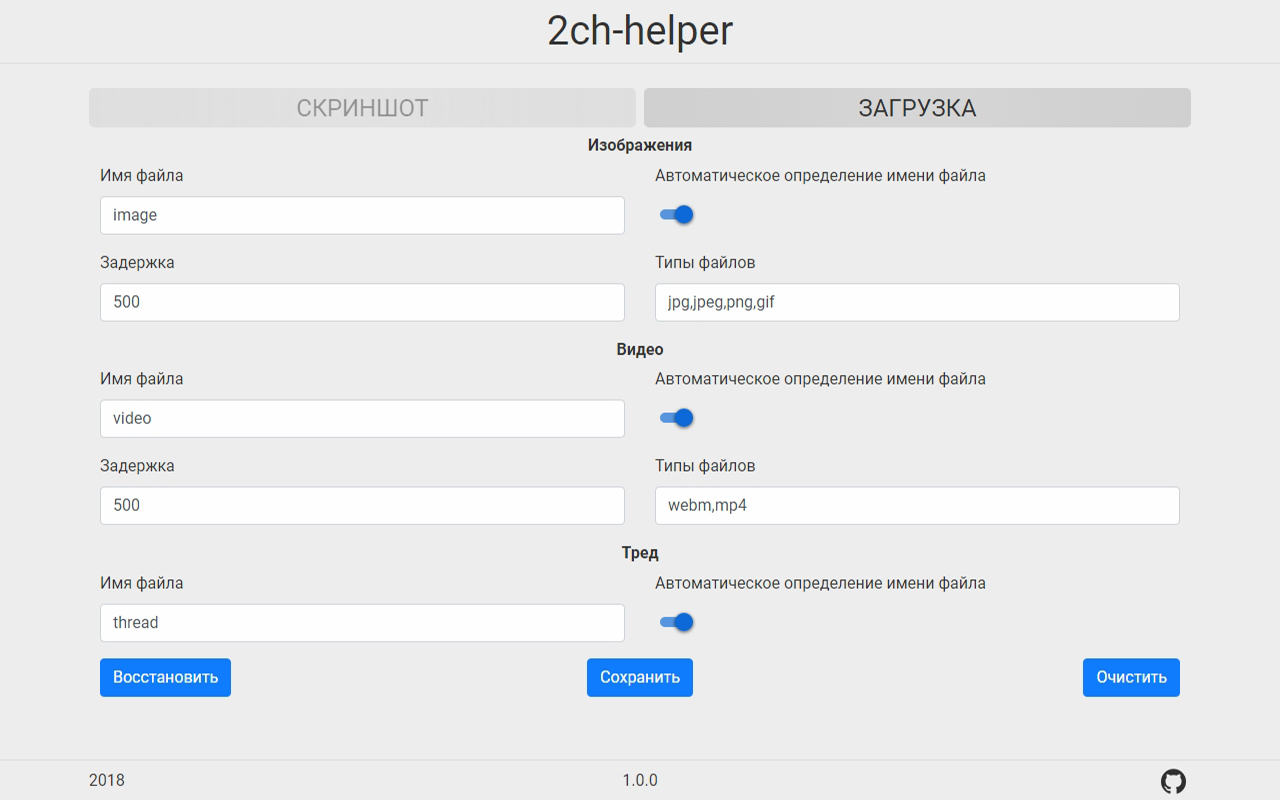 2ch-helper
СКРИНШОТ ЗАГРУЗКА
Изображения
Имя файла Автоматическое определение имени файла
image
Задержка Типы файлов
500 jpg,jpeg,png,gif
Видео
Имя файла Автоматическое определение имени файла
video
Задержка Типы файлов
500 webm,mp4
Тред
Имя файла Автоматическое определение имени файла
thread
Восстановить Сохранить Очистить
2018 1.0.0